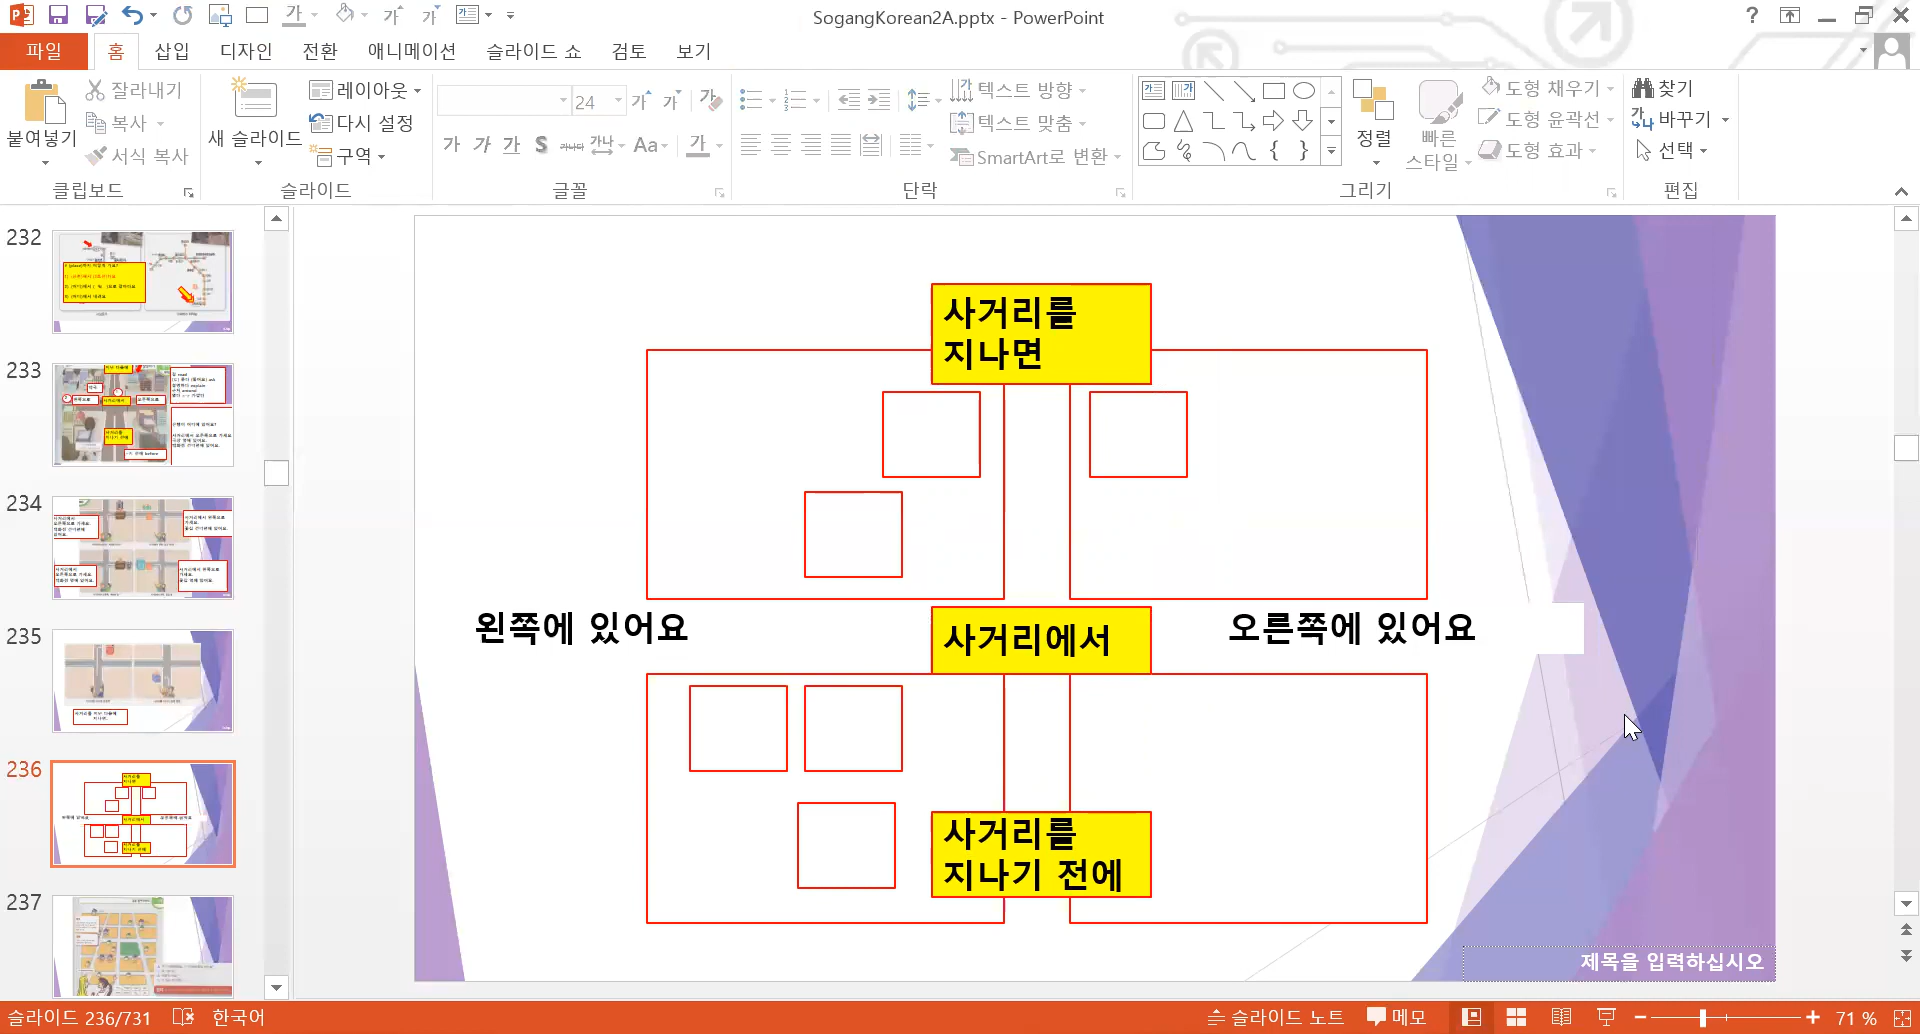 SogangKorean2A.pptx - PowerPoint
파일 홈 삽입 디자인 전환 애니메이션 슬라이드 쇼 검토 보기
붙여넣기
잘라내기
복사
서식 복사
클립보드
새 슬라이드
레이아웃
다시 설정
구역
슬라이드
24
가 가 가 S 가나다 가나 Aa 가
글꼴
텍스트 방향
텍스트 맞춤
SmartArt로 변환
단락
정렬
빠른
스타일
도형 채우기
도형 윤곽선
도형 효과
그리기
찾기
바꾸기
선택
편집
232
233
234
235
236
237
사거리를
지나면
왼쪽에 있어요
사거리에서
오른쪽에 있어요
사거리를
지나기 전에
제목을 입력하십시오
슬라이드 236/731 한국어 슬라이드 노트 메모 71 %